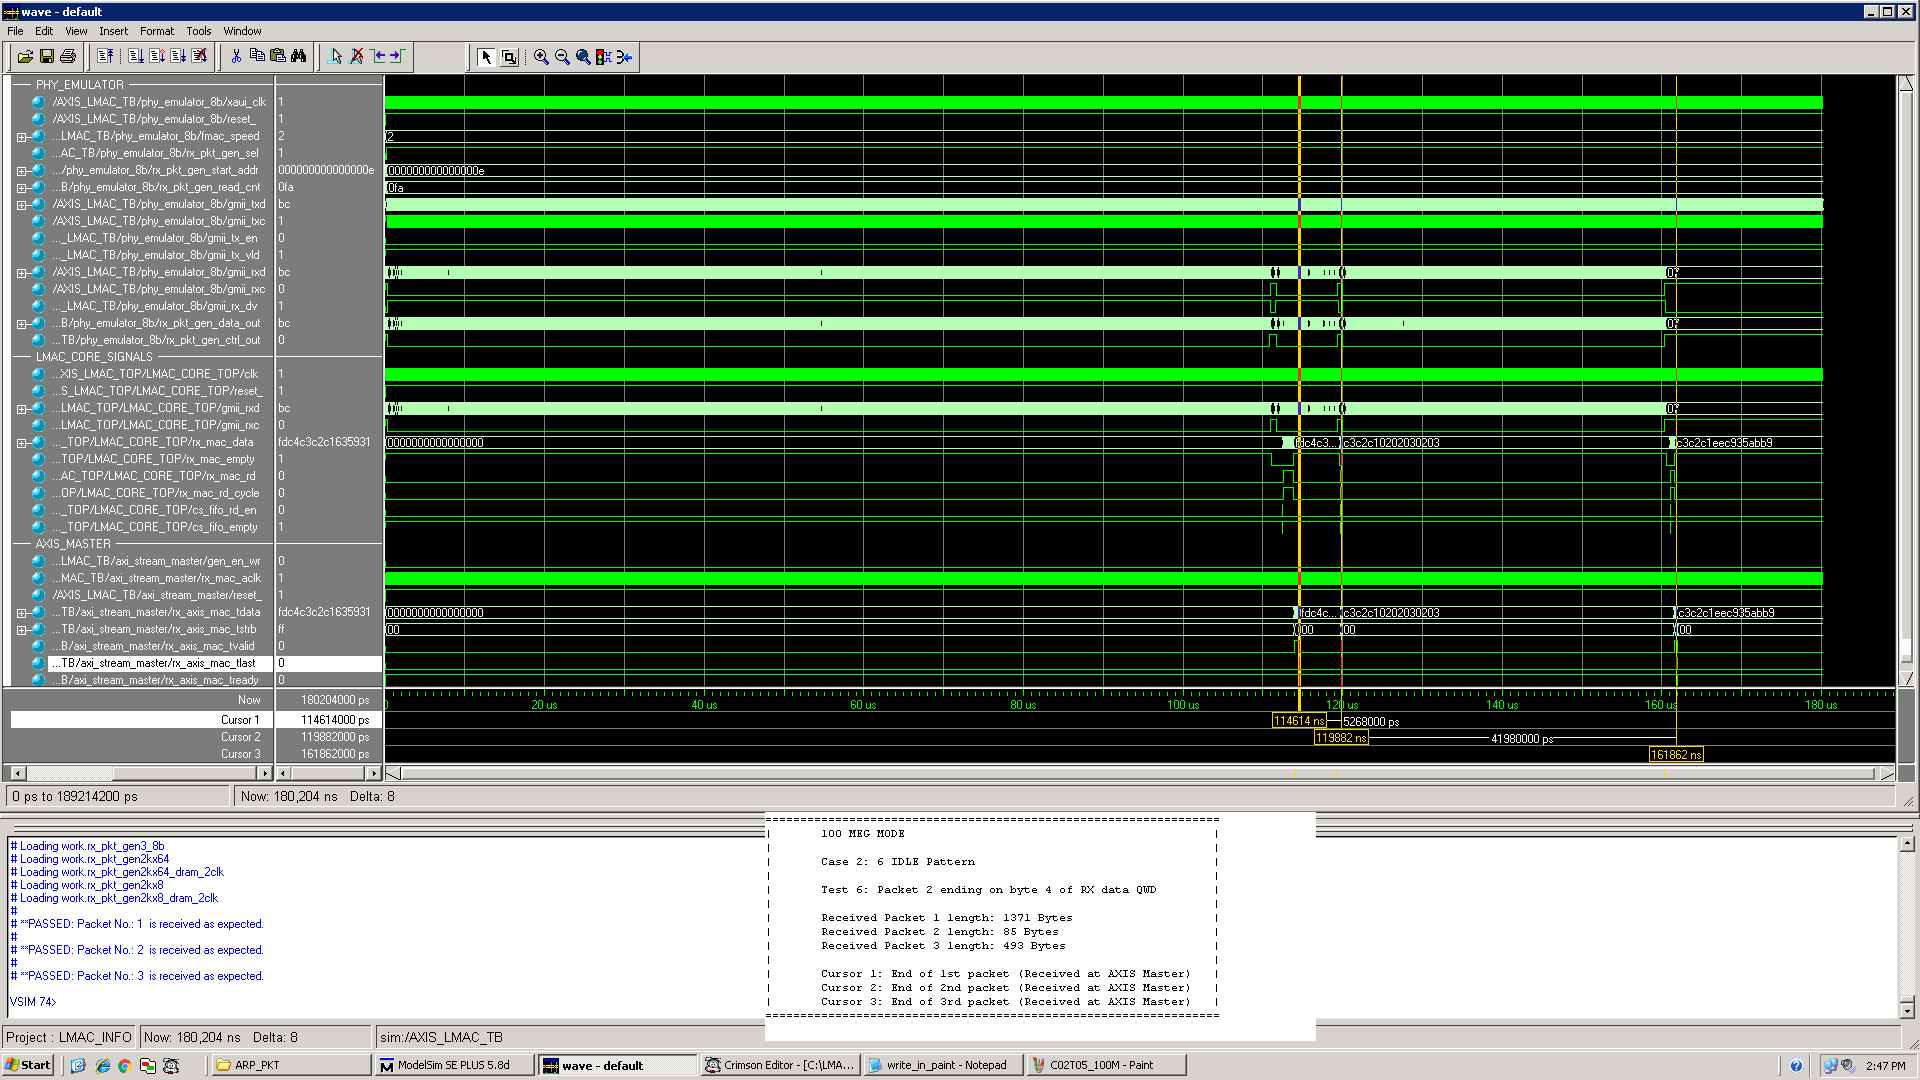 wave - default
File Edit View Insert Format Tools Window
PHY_EMULATOR
/AXIS_LMAC_TB/phy_emulator_8b/xaui_clk 1
/AXIS_LMAC_TB/phy_emulator_8b/reset_ 1
...LMAC_TB/phy_emulator_8b/fmac_speed 2 2
...AC_TB/phy_emulator_8b/rx_pkt_gen_sel 1
.../phy_emulator_8b/rx_pkt_gen_start_addr 000000000000000e 000000000000000e
...B/phy_emulator_8b/rx_pkt_gen_read_cnt 0fa 0fa
/AXIS_LMAC_TB/phy_emulator_8b/gmii_txd bc
/AXIS_LMAC_TB/phy_emulator_8b/gmii_txc 1
..._LMAC_TB/phy_emulator_8b/gmii_tx_en 0
..._LMAC_TB/phy_emulator_8b/gmii_tx_vld 1
/AXIS_LMAC_TB/phy_emulator_8b/gmii_rxd bc
/AXIS_LMAC_TB/phy_emulator_8b/gmii_rxc 0
..._LMAC_TB/phy_emulator_8b/gmii_rx_dv 1
...B/phy_emulator_8b/rx_pkt_gen_data_out bc
...TB/phy_emulator_8b/rx_pkt_gen_ctrl_out 0
LMAC_CORE_SIGNALS
...XIS_LMAC_TOP/LMAC_CORE_TOP/clk 1
...S_LMAC_TOP/LMAC_CORE_TOP/reset_ 1
...LMAC_TOP/LMAC_CORE_TOP/gmii_rxd bc
...LMAC_TOP/LMAC_CORE_TOP/gmii_rxc 0
..._TOP/LMAC_CORE_TOP/rx_mac_data fdc4c3c2c1635931 0000000000000000 fdc4c3... c3c2c10202030203 c3c2c1eec935abb9
...TOP/LMAC_CORE_TOP/rx_mac_empty 1
...AC_TOP/LMAC_CORE_TOP/rx_mac_rd 0
...OP/LMAC_CORE_TOP/rx_mac_rd_cycle 0
..._TOP/LMAC_CORE_TOP/cs_fifo_rd_en 0
..._TOP/LMAC_CORE_TOP/cs_fifo_empty 1
AXIS_MASTER
...LMAC_TB/axi_stream_master/gen_en_wr 0
...MAC_TB/axi_stream_master/rx_mac_aclk 1
/AXIS_LMAC_TB/axi_stream_master/reset_ 1
...TB/axi_stream_master/rx_axis_mac_tdata fdc4c3c2c1635931 0000000000000000 fdc4c... c3c2c10202030203 c3c2c1eec935abb9
...TB/axi_stream_master/rx_axis_mac_tstrb ff 00 00 00 00
...B/axi_stream_master/rx_axis_mac_tvalid 0
...TB/axi_stream_master/rx_axis_mac_tlast 0
...B/axi_stream_master/rx_axis_mac_tready 0
Now 180204000 ps 0 20 us 40 us 60 us 80 us 100 us 120 us 140 us 160 us 180 us
Cursor 1 114614000 ps 114614 ns 5268000 ps
Cursor 2 119882000 ps 119882 ns 41980000 ps
Cursor 3 161862000 ps 161862 ns
0 ps to 189214200 ps Now: 180,204 ns Delta: 8
# Loading work.rx_pkt_gen3_8b
# Loading work.rx_pkt_gen2kx64
# Loading work.rx_pkt_gen2kx64_dram_2clk
# Loading work.rx_pkt_gen2kx8
# Loading work.rx_pkt_gen2kx8_dram_2clk
#
# **PASSED: Packet No.: 1 is received as expected.
#
# **PASSED: Packet No.: 2 is received as expected.
#
# **PASSED: Packet No.: 3 is received as expected.
VSIM 74>
100 MEG MODE
Case 2: 6 IDLE Pattern
Test 6: Packet 2 ending on byte 4 of RX data QWD
Received Packet 1 length: 1371 Bytes
Received Packet 2 length: 85 Bytes
Received Packet 3 length: 493 Bytes
Cursor 1: End of 1st packet (Received at AXIS Master)
Cursor 2: End of 2nd packet (Received at AXIS Master)
Cursor 3: End of 3rd packet (Received at AXIS Master)
Project : LMAC_INFO Now: 180,204 ns Delta: 8 sim:/AXIS_LMAC_TB
Start ARP_PKT ModelSim SE PLUS 5.8d wave - default Crimson Editor - [C:\LMA... write_in_paint - Notepad C02T05_100M - Paint 2:47 PM